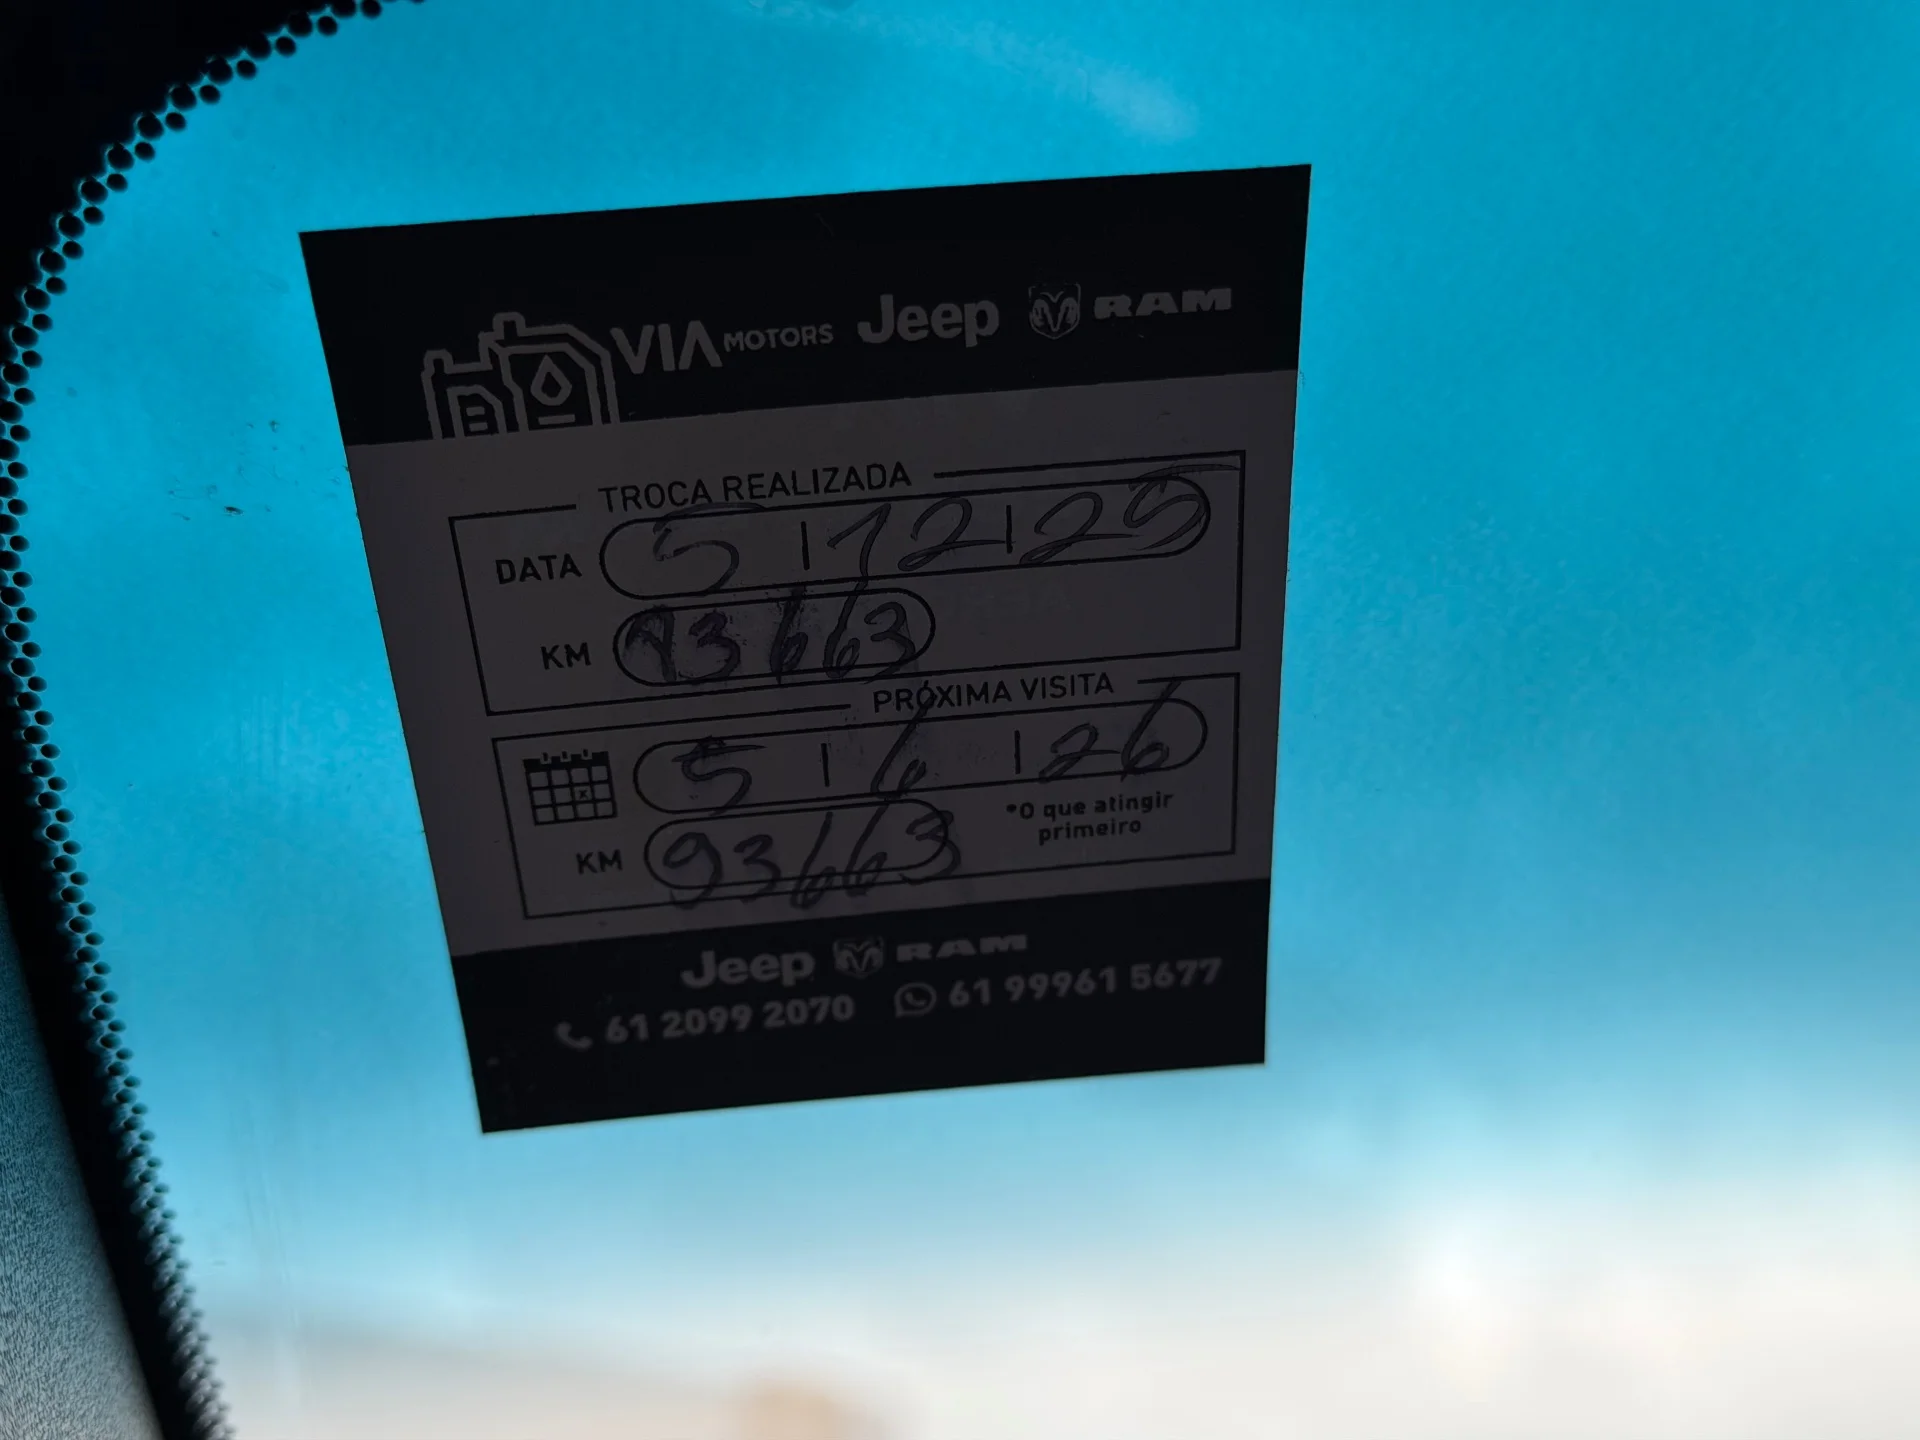 VIA MOTORS Jeep RAM
TROCA REALIZADA
DATA 5 | 12 | 25
KM 83663
PRÓXIMA VISITA
5 | 6 | 26
*O que atingir
primeiro
KM 93663
Jeep RAM
61 2099 2070 61 99961 5677